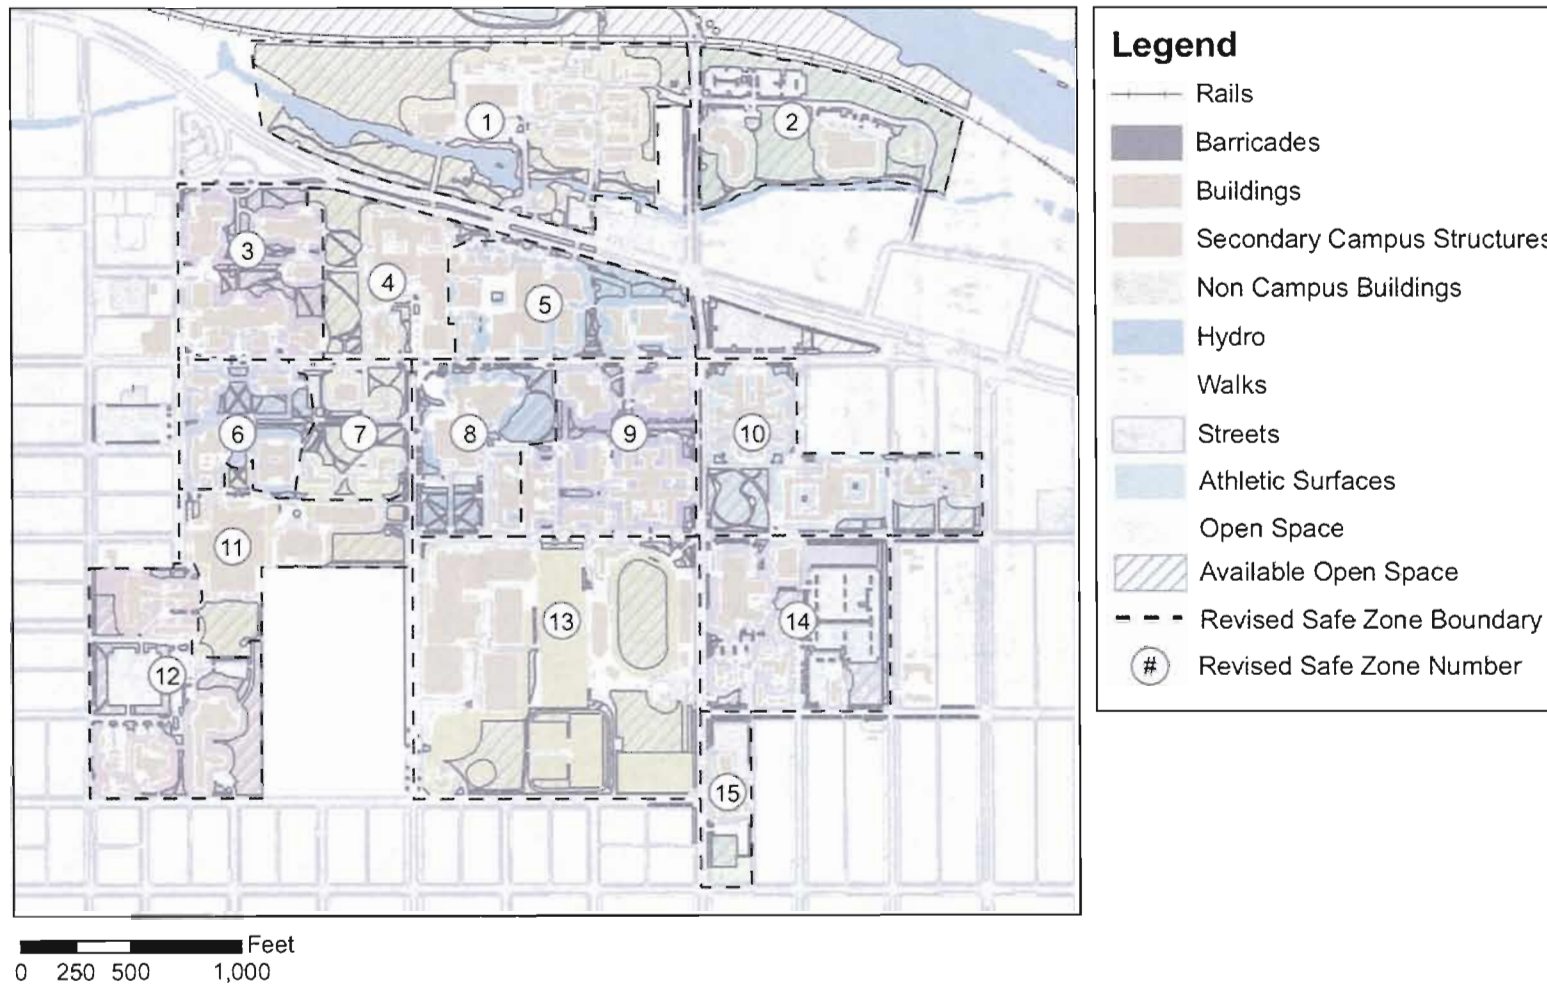 1
2
3
4
5
6
7
8
9
10
11
12
13
14
15
Legend
Rails
Barricades
Buildings
Secondary Campus Structures
Non Campus Buildings
Hydro
Walks
Streets
Athletic Surfaces
Open Space
Available Open Space
Revised Safe Zone Boundary
# Revised Safe Zone Number
Feet
0 250 500 1,000